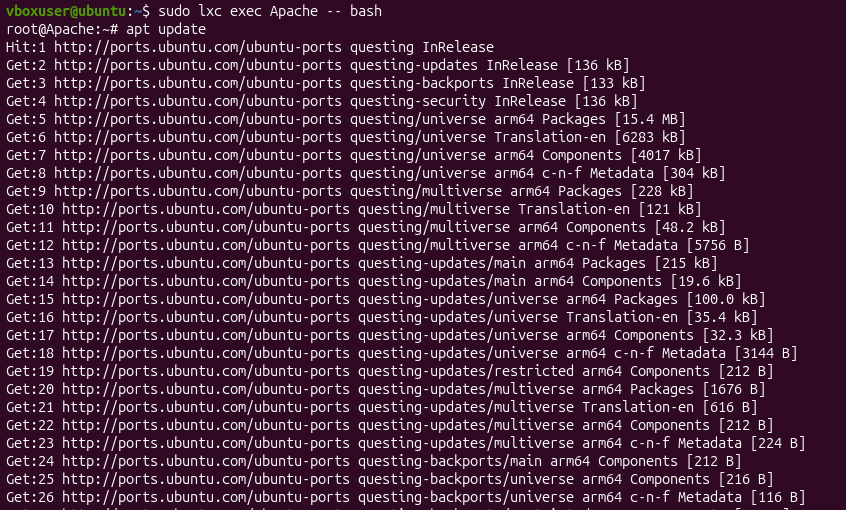 vboxuser@ubuntu:~$ sudo lxc exec Apache -- bash
root@Apache:~# apt update
Hit:1 http://ports.ubuntu.com/ubuntu-ports questing InRelease
Get:2 http://ports.ubuntu.com/ubuntu-ports questing-updates InRelease [136 kB]
Get:3 http://ports.ubuntu.com/ubuntu-ports questing-backports InRelease [133 kB]
Get:4 http://ports.ubuntu.com/ubuntu-ports questing-security InRelease [136 kB]
Get:5 http://ports.ubuntu.com/ubuntu-ports questing/universe arm64 Packages [15.4 MB]
Get:6 http://ports.ubuntu.com/ubuntu-ports questing/universe Translation-en [6283 kB]
Get:7 http://ports.ubuntu.com/ubuntu-ports questing/universe arm64 Components [4017 kB]
Get:8 http://ports.ubuntu.com/ubuntu-ports questing/universe arm64 c-n-f Metadata [304 kB]
Get:9 http://ports.ubuntu.com/ubuntu-ports questing/multiverse arm64 Packages [228 kB]
Get:10 http://ports.ubuntu.com/ubuntu-ports questing/multiverse Translation-en [121 kB]
Get:11 http://ports.ubuntu.com/ubuntu-ports questing/multiverse arm64 Components [48.2 kB]
Get:12 http://ports.ubuntu.com/ubuntu-ports questing/multiverse arm64 c-n-f Metadata [5756 B]
Get:13 http://ports.ubuntu.com/ubuntu-ports questing-updates/main arm64 Packages [215 kB]
Get:14 http://ports.ubuntu.com/ubuntu-ports questing-updates/main arm64 Components [19.6 kB]
Get:15 http://ports.ubuntu.com/ubuntu-ports questing-updates/universe arm64 Packages [100.0 kB]
Get:16 http://ports.ubuntu.com/ubuntu-ports questing-updates/universe Translation-en [35.4 kB]
Get:17 http://ports.ubuntu.com/ubuntu-ports questing-updates/universe arm64 Components [32.3 kB]
Get:18 http://ports.ubuntu.com/ubuntu-ports questing-updates/universe arm64 c-n-f Metadata [3144 B]
Get:19 http://ports.ubuntu.com/ubuntu-ports questing-updates/restricted arm64 Components [212 B]
Get:20 http://ports.ubuntu.com/ubuntu-ports questing-updates/multiverse arm64 Packages [1676 B]
Get:21 http://ports.ubuntu.com/ubuntu-ports questing-updates/multiverse Translation-en [616 B]
Get:22 http://ports.ubuntu.com/ubuntu-ports questing-updates/multiverse arm64 Components [212 B]
Get:23 http://ports.ubuntu.com/ubuntu-ports questing-updates/multiverse arm64 c-n-f Metadata [224 B]
Get:24 http://ports.ubuntu.com/ubuntu-ports questing-backports/main arm64 Components [212 B]
Get:25 http://ports.ubuntu.com/ubuntu-ports questing-backports/universe arm64 Components [216 B]
Get:26 http://ports.ubuntu.com/ubuntu-ports questing-backports/universe arm64 c-n-f Metadata [116 B]